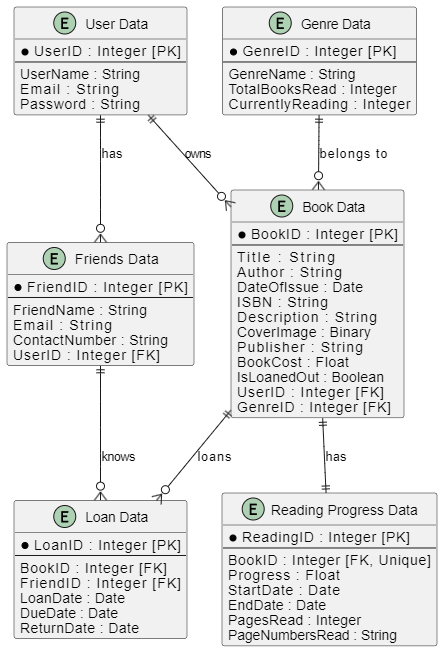 E User Data
UserID : Integer [PK]
UserName : String
Email : String
Password : String
E Genre Data
GenreID : Integer [PK]
GenreName : String
TotalBooksRead : Integer
CurrentlyReading : Integer
has
owns
belongs to
E Book Data
BookID : Integer [PK]
Title : String
Author : String
DateOfIssue : Date
ISBN : String
Description : String
CoverImage : Binary
Publisher : String
BookCost : Float
IsLoanedOut : Boolean
UserID : Integer [FK]
GenreID : Integer [FK]
E Friends Data
FriendID : Integer [PK]
FriendName : String
Email : String
ContactNumber : String
UserID : Integer [FK]
knows
loans
has
E Loan Data
LoanID : Integer [PK]
BookID : Integer [FK]
FriendID : Integer [FK]
LoanDate : Date
DueDate : Date
ReturnDate : Date
E Reading Progress Data
ReadingID : Integer [PK]
BookID : Integer [FK, Unique]
Progress : Float
StartDate : Date
EndDate : Date
PagesRead : Integer
PageNumbersRead : String